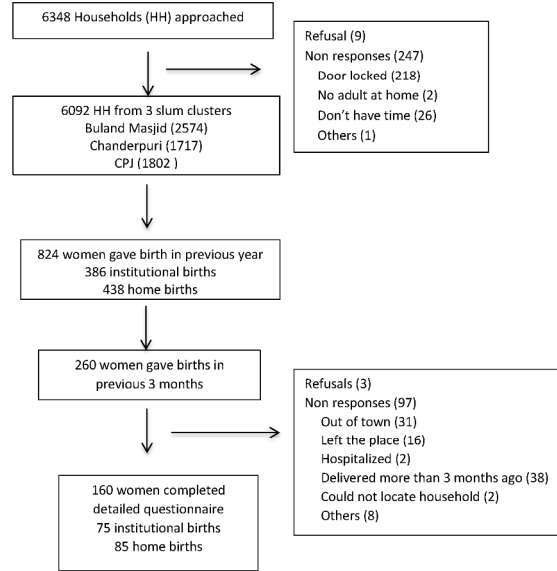 6348 Households (HH) approached
Refusal (9)
Non responses (247)
Door locked (218)
No adult at home (2)
Don't have time (26)
Others (1)
6092 HH from 3 slum clusters
Buland Masjid (2574)
Chanderpuri (1717)
CPJ (1802 )
824 women gave birth in previous year
386 institutional births
438 home births
260 women gave births in
previous 3 months
Refusals (3)
Non responses (97)
Out of town (31)
Left the place (16)
Hospitalized (2)
Delivered more than 3 months ago (38)
Could not locate household (2)
Others (8)
160 women completed
detailed questionnaire
75 institutional births
85 home births